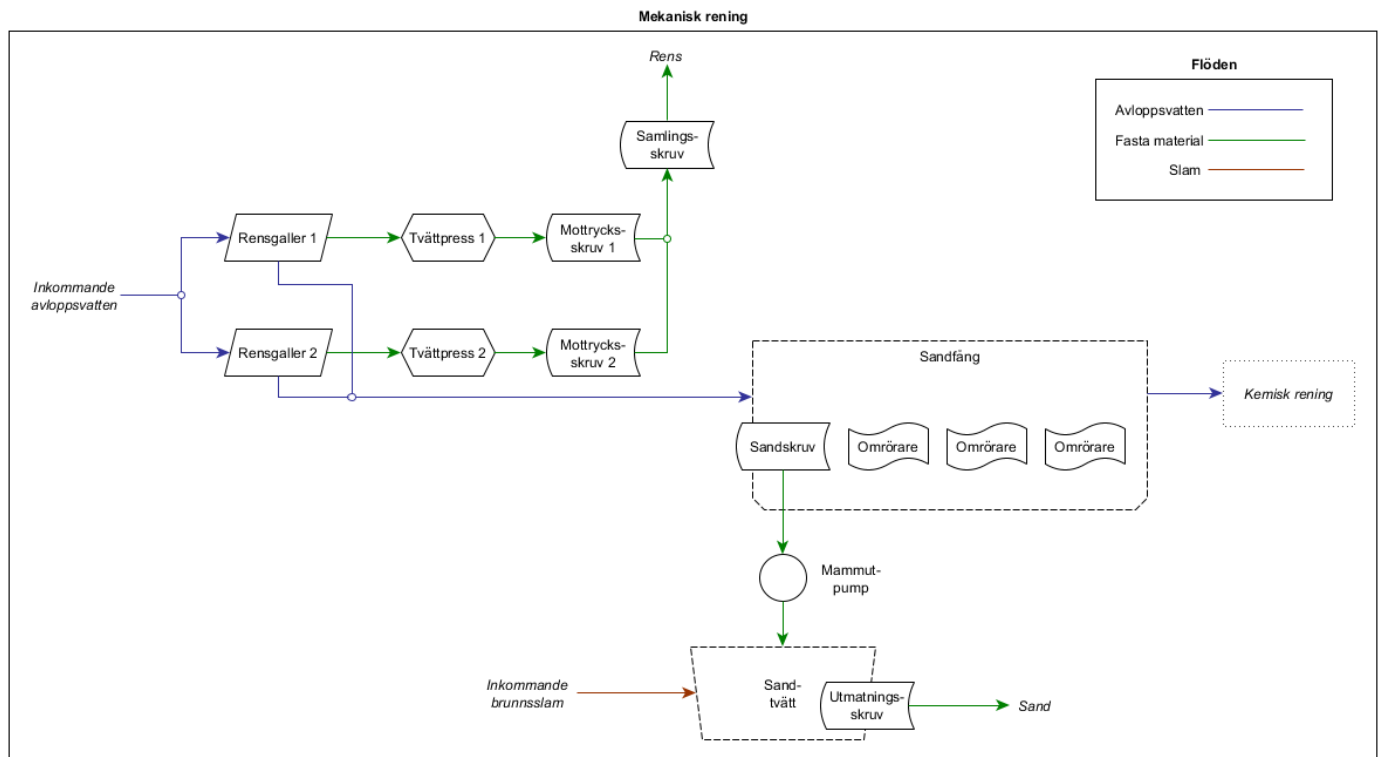 Mekanisk rening
Rens
Flöden
Avloppsvatten
Fasta material
Slam
Samlings-
skruv
Rensgaller 1
Tvättpress 1
Mottrycks-
skruv 1
Inkommande
avloppsvatten
Rensgaller 2
Tvättpress 2
Mottrycks-
skruv 2
Sandfång
Kemisk rening
Sandskruv
Omrörare
Omrörare
Omrörare
Mammut-
pump
Inkommande
brunnsslam
Sand-
tvätt
Utmatnings-
skruv
Sand